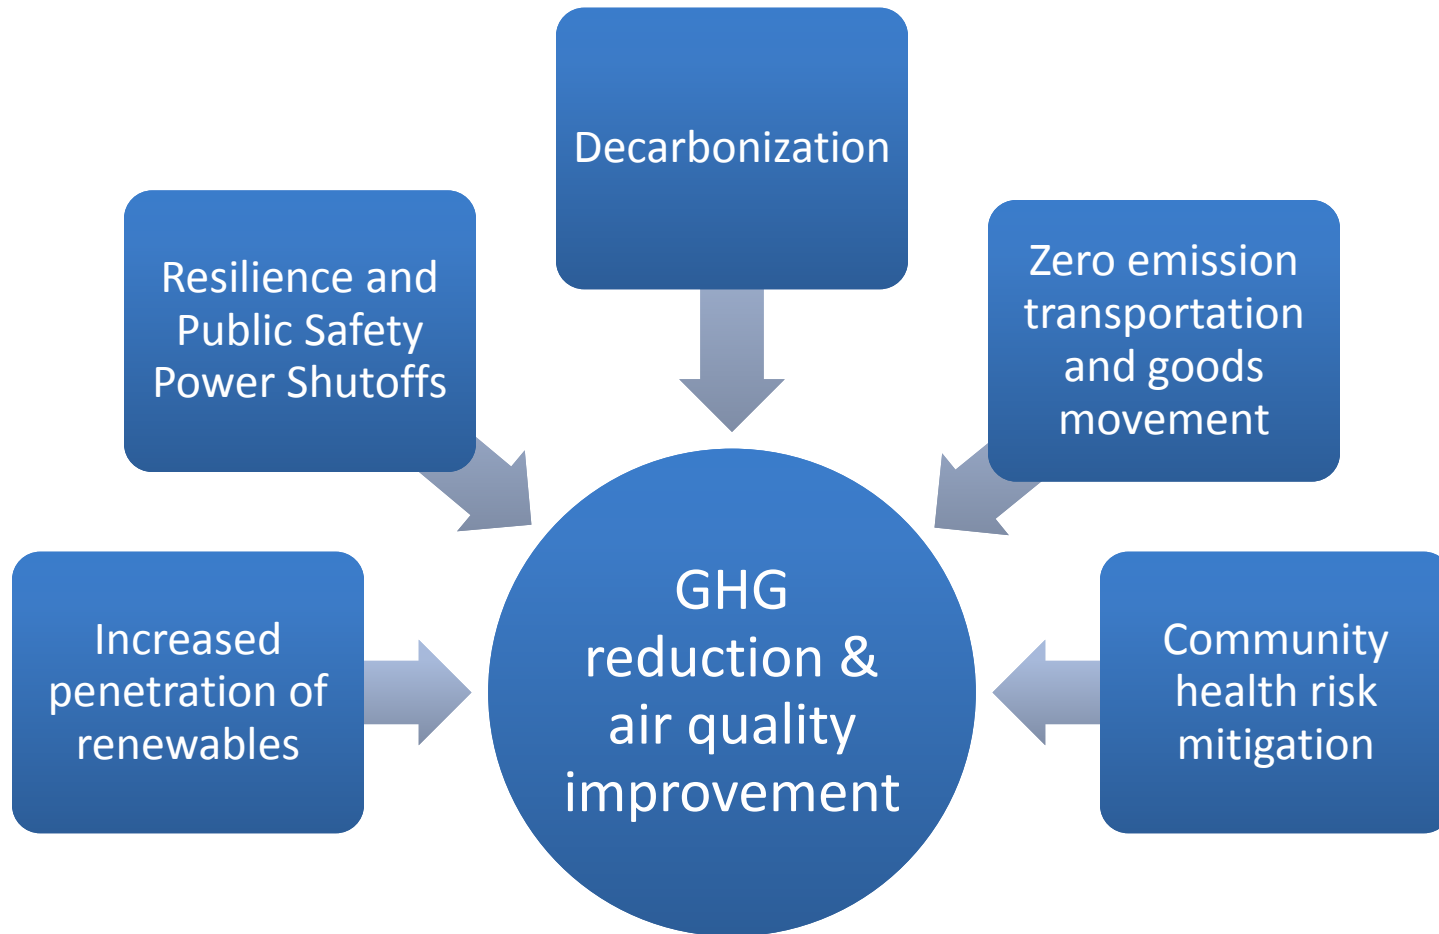 Decarbonization
Resilience and
Public Safety
Power Shutoffs
Zero emission
transportation
and goods
movement
Increased
penetration of
renewables
GHG
reduction &
air quality
improvement
Community
health risk
mitigation